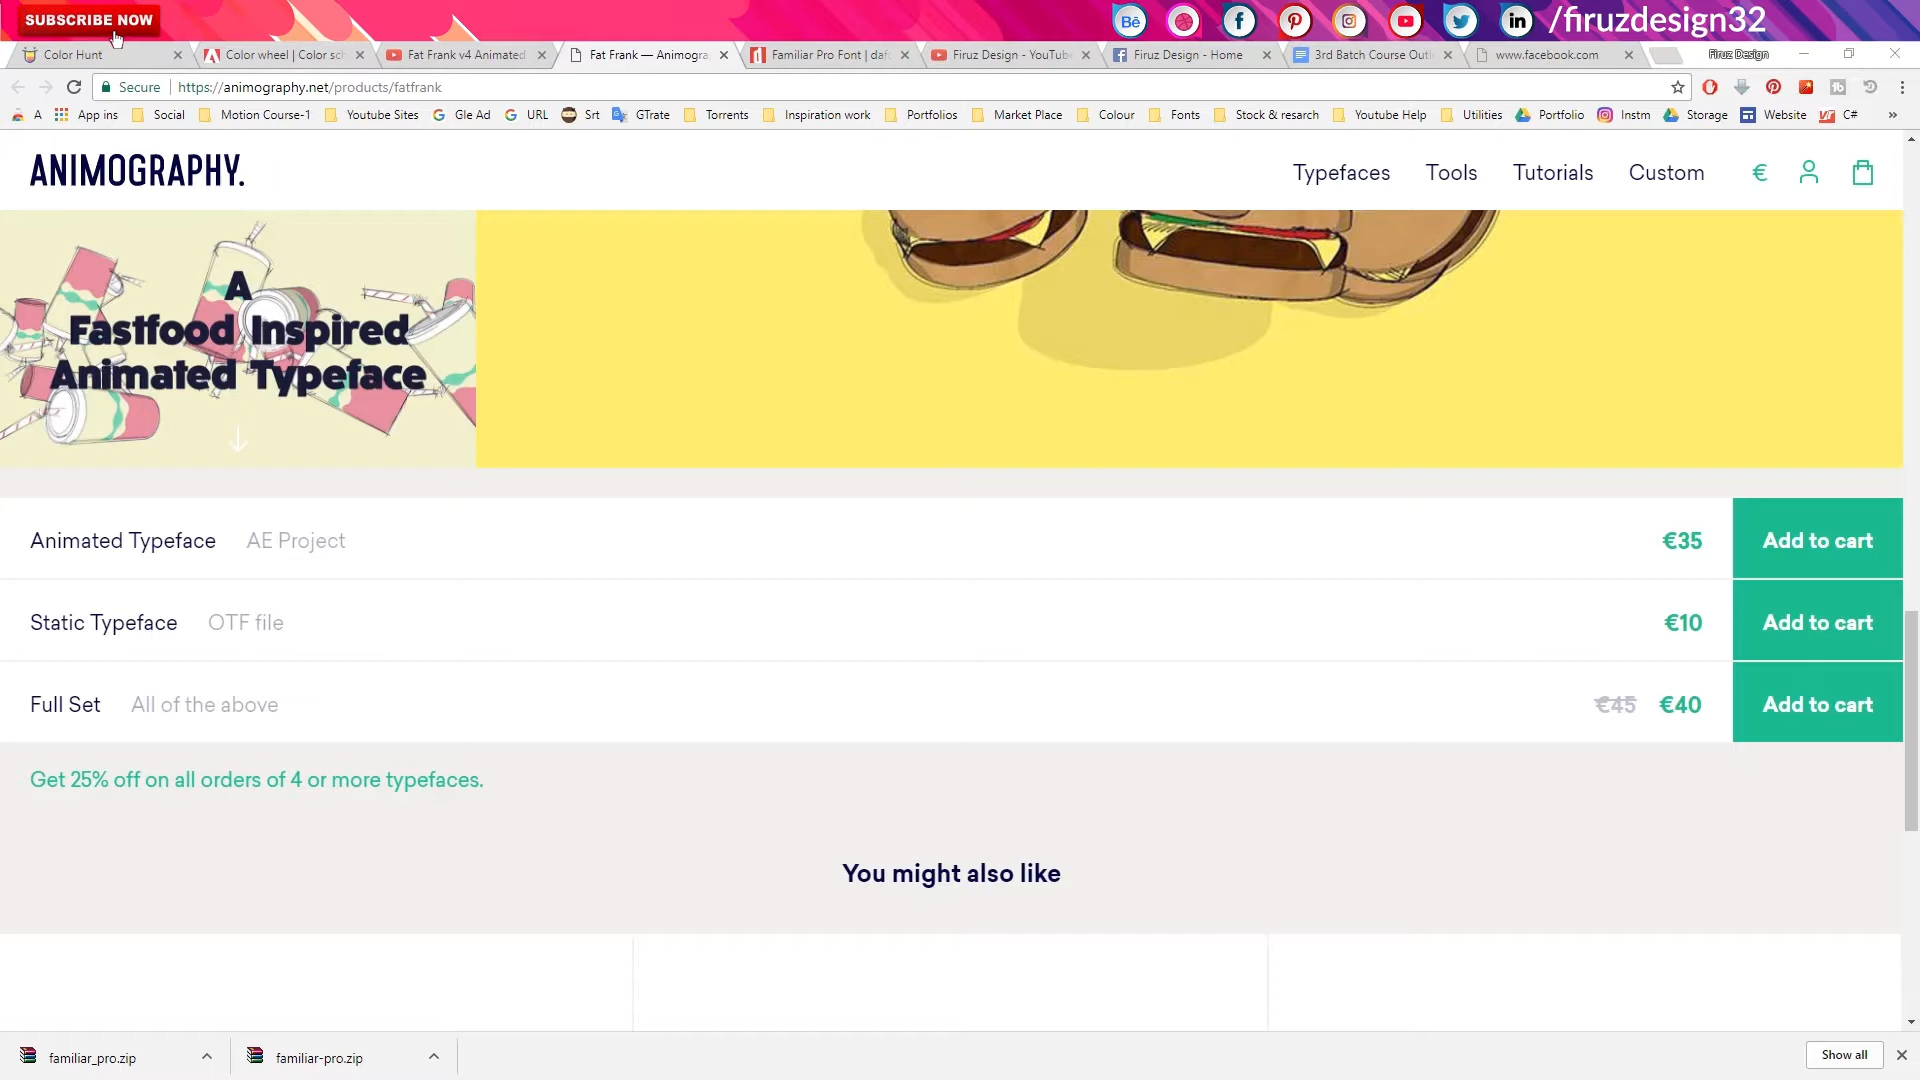 SUBSCRIBE NOW
Bē
/firuzdesign32
Color Hunt
Color wheel | Color sch
Fat Frank v4 Animated
Fat Frank — Animogra
Familiar Pro Font | dafo
Firuz Design - YouTube
Firuz Design - Home
3rd Batch Course Outli
www.facebook.com
Firuz Design
Secure
https://animography.net/products/fatfrank
A
App ins
Social
Motion Course-1
Youtube Sites
Gle Ad
URL
Srt
GTrate
Torrents
Inspiration work
Portfolios
Market Place
Colour
Fonts
Stock & resarch
Youtube Help
Utilities
Portfolio
Instm
Storage
Website
C#
»
ANIMOGRAPHY.
Typefaces
Tools
Tutorials
Custom
€
A
Fastfood Inspired
Animated Typeface
Animated Typeface AE Project €35 Add to cart
Static Typeface OTF file €10 Add to cart
Full Set All of the above €45 €40 Add to cart
Get 25% off on all orders of 4 or more typefaces.
You might also like
familiar_pro.zip
familiar-pro.zip
Show all